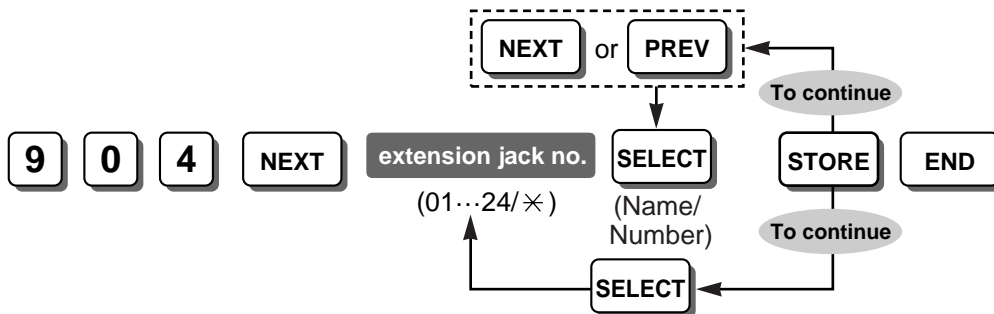 NEXT or PREV
To continue
9 0 4 NEXT extension jack no. SELECT STORE END
(01···24/✳)
(Name/
Number)
To continue
SELECT